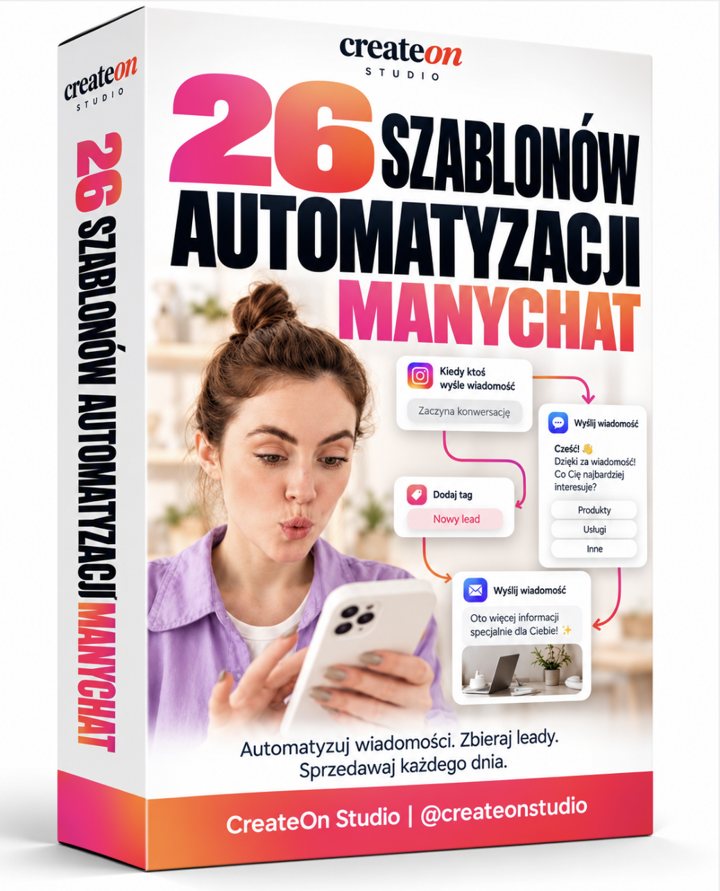 createon
STUDIO
26 SZABLONÓW AUTOMATYZACJI MANYCHAT
createon
STUDIO
26 SZABLONÓW
AUTOMATYZACJI
MANYCHAT
Kiedy ktoś
wyśle wiadomość
Zaczyna konwersację
Wyślij wiadomość
Cześć! 👋
Dzięki za wiadomość!
Co Cię najbardziej
interesuje?
Produkty
Usługi
Inne
Dodaj tag
Nowy lead
Wyślij wiadomość
Oto więcej informacji
specjalnie dla Ciebie! ✨
Automatyzuj wiadomości. Zbieraj leady.
Sprzedawaj każdego dnia.
CreateOn Studio | @createonstudio